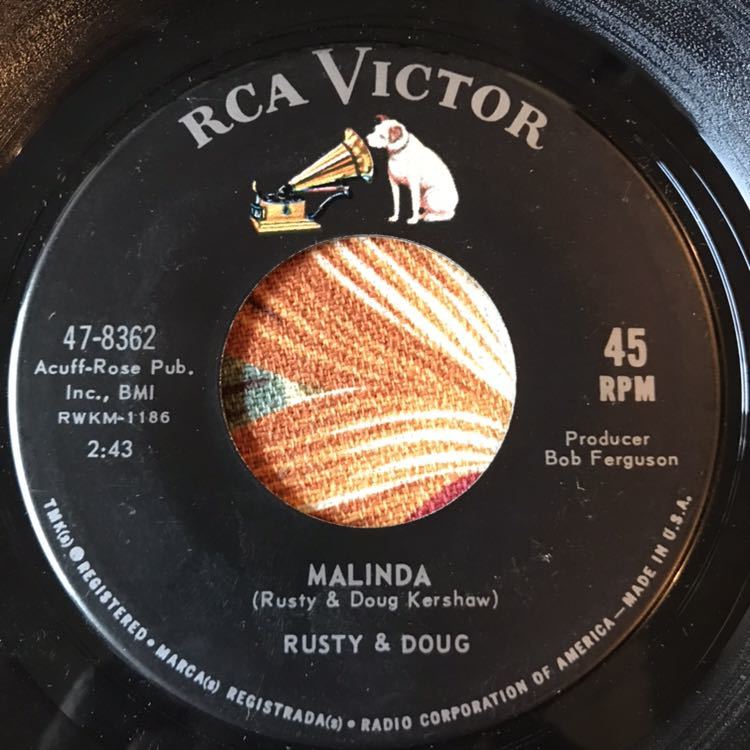 RCA VICTOR
47-8362
Acuff-Rose Pub.
Inc., BMI
RWKM-1186
2:43
45
RPM
Producer
Bob Ferguson
MALINDA
(Rusty & Doug Kershaw)
RUSTY & DOUG
TMK(s) ® REGISTERED • MARCA(s) REGISTRADA(s) • RADIO CORPORATION OF AMERICA—MADE IN U.S.A.